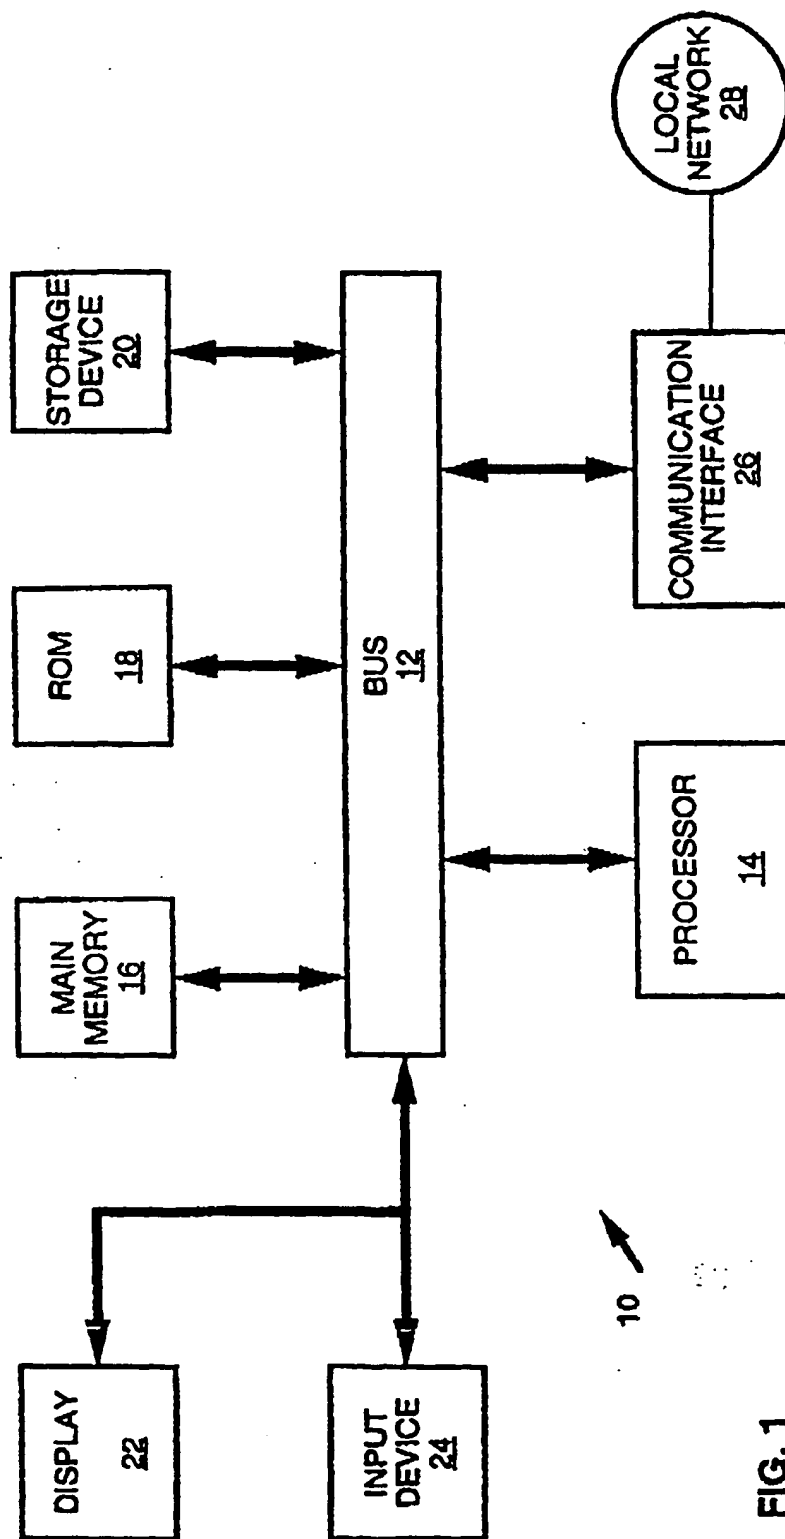 DISPLAY
22
INPUT
DEVICE
24
MAIN
MEMORY
16
ROM
18
STORAGE
DEVICE
20
BUS
12
PROCESSOR
14
COMMUNICATION
INTERFACE
26
LOCAL
NETWORK
28
10
FIG. 1